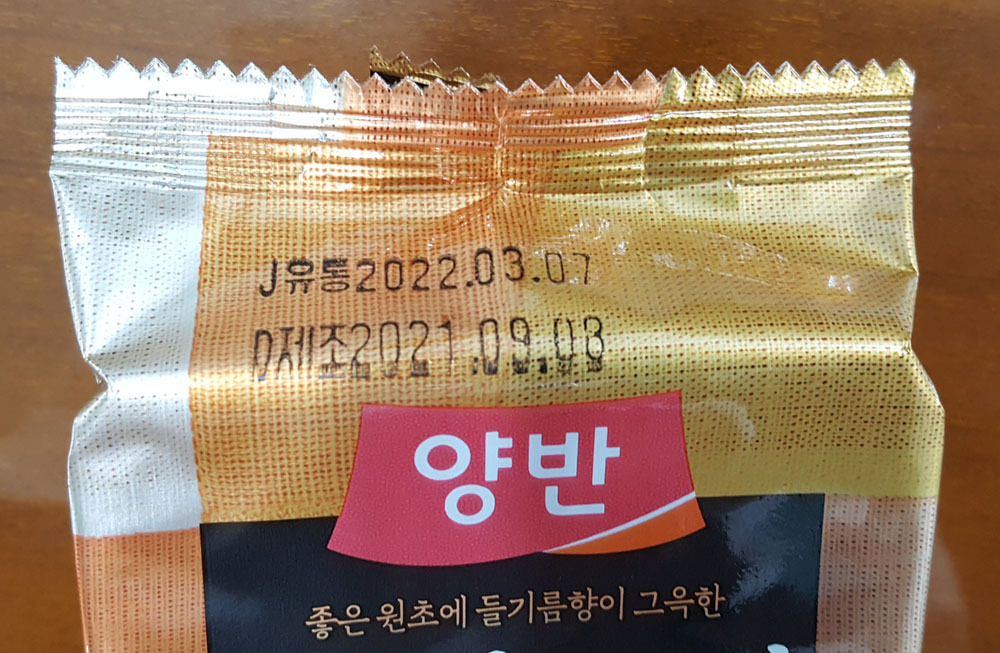 J유통2022.03.07
D제조2021.09.08
양반
좋은 원초에 들기름향이 그윽한